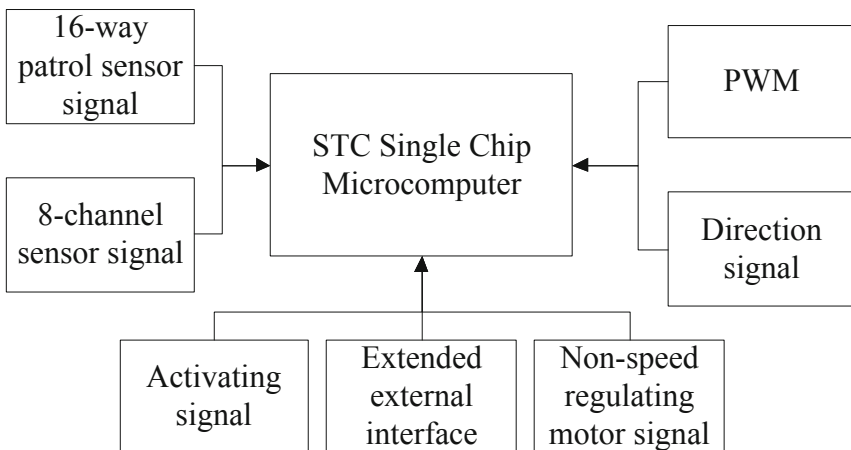 16-way
patrol sensor
signal
8-channel
sensor signal
STC Single Chip
Microcomputer
PWM
Direction
signal
Activating
signal
Extended
external
interface
Non-speed
regulating
motor signal